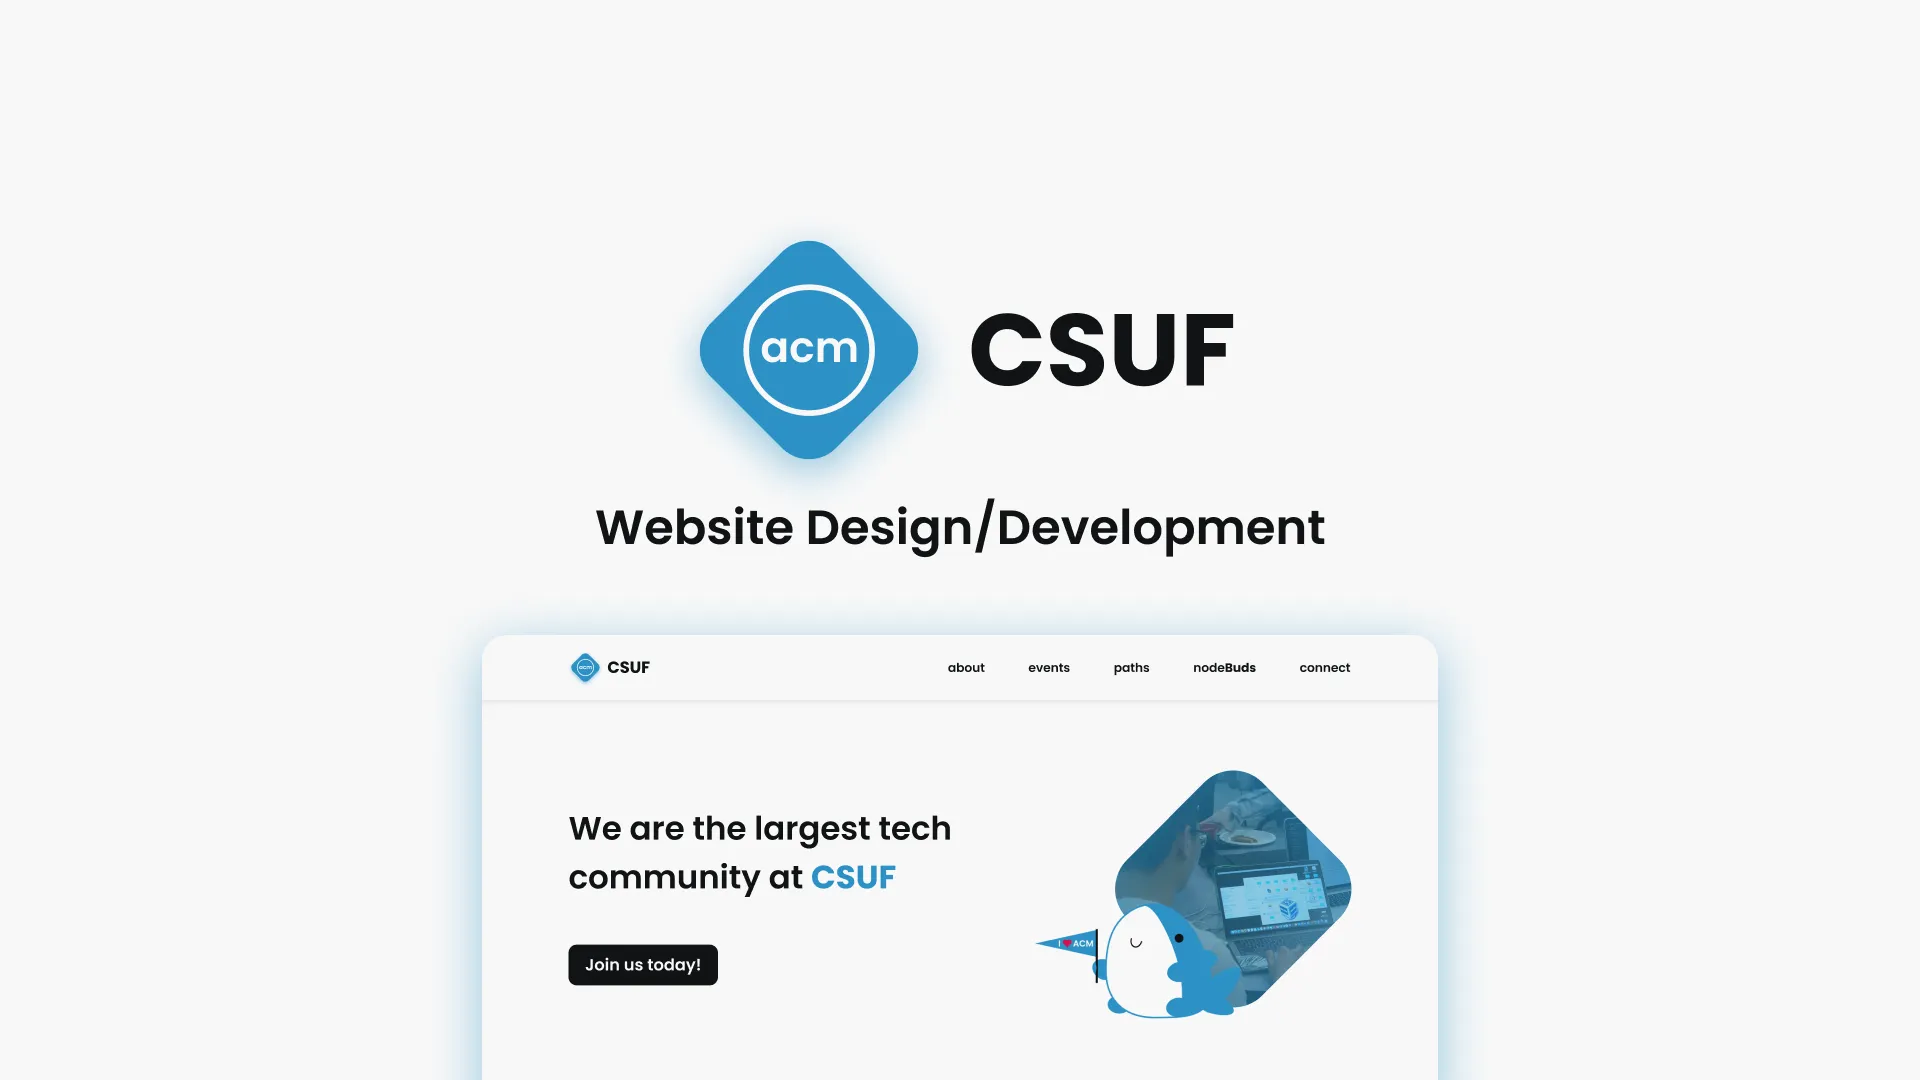 acm
CSUF
Website Design/Development
acm CSUF
about events paths nodeBuds connect
We are the largest tech
community at CSUF
I ❤ ACM
Join us today!